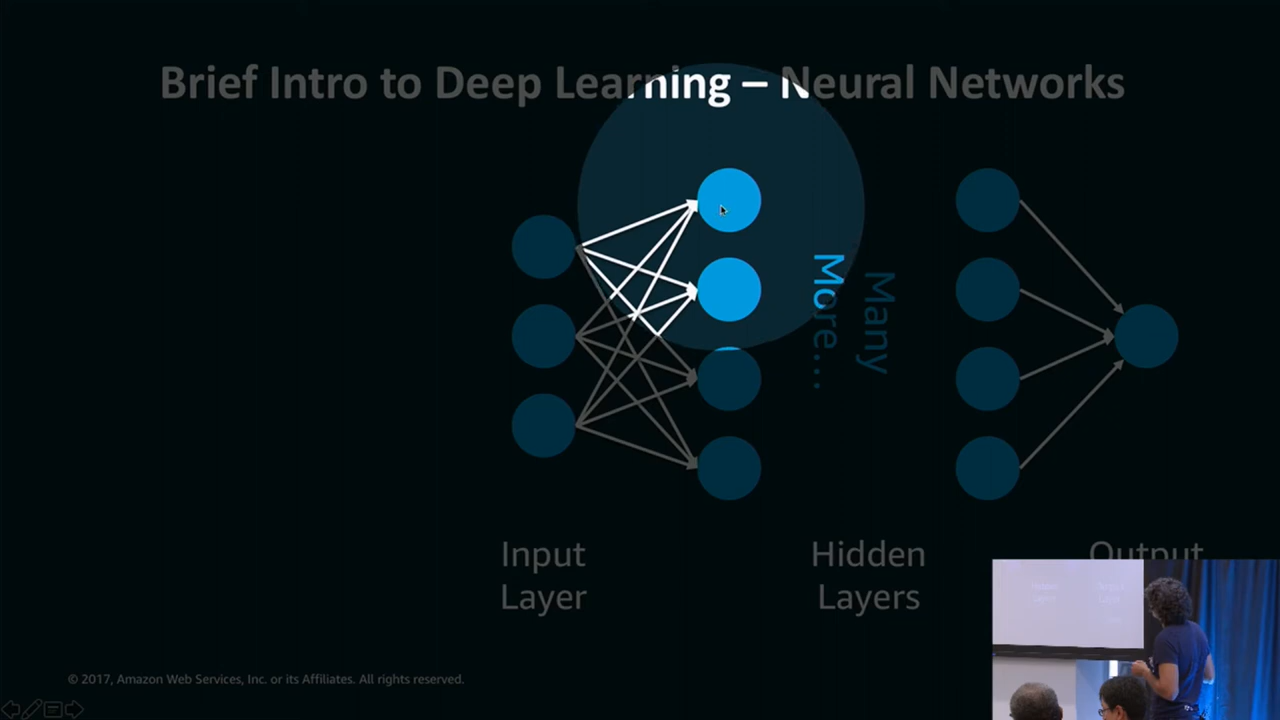 Brief Intro to Deep Learning – Neural Networks
Many
More...
Input
Layer
Hidden
Layers
Output
© 2017, Amazon Web Services, Inc. or its Affiliates. All rights reserved.